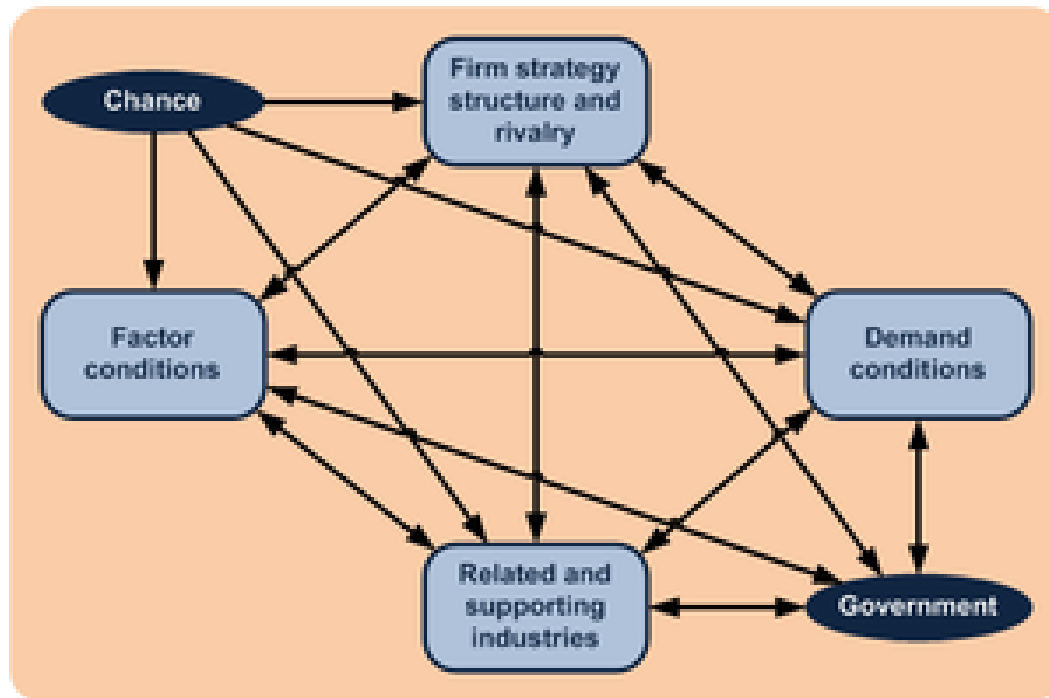 Chance
Firm strategy
structure and
rivalry
Factor
conditions
Demand
conditions
Related and
supporting
industries
Government